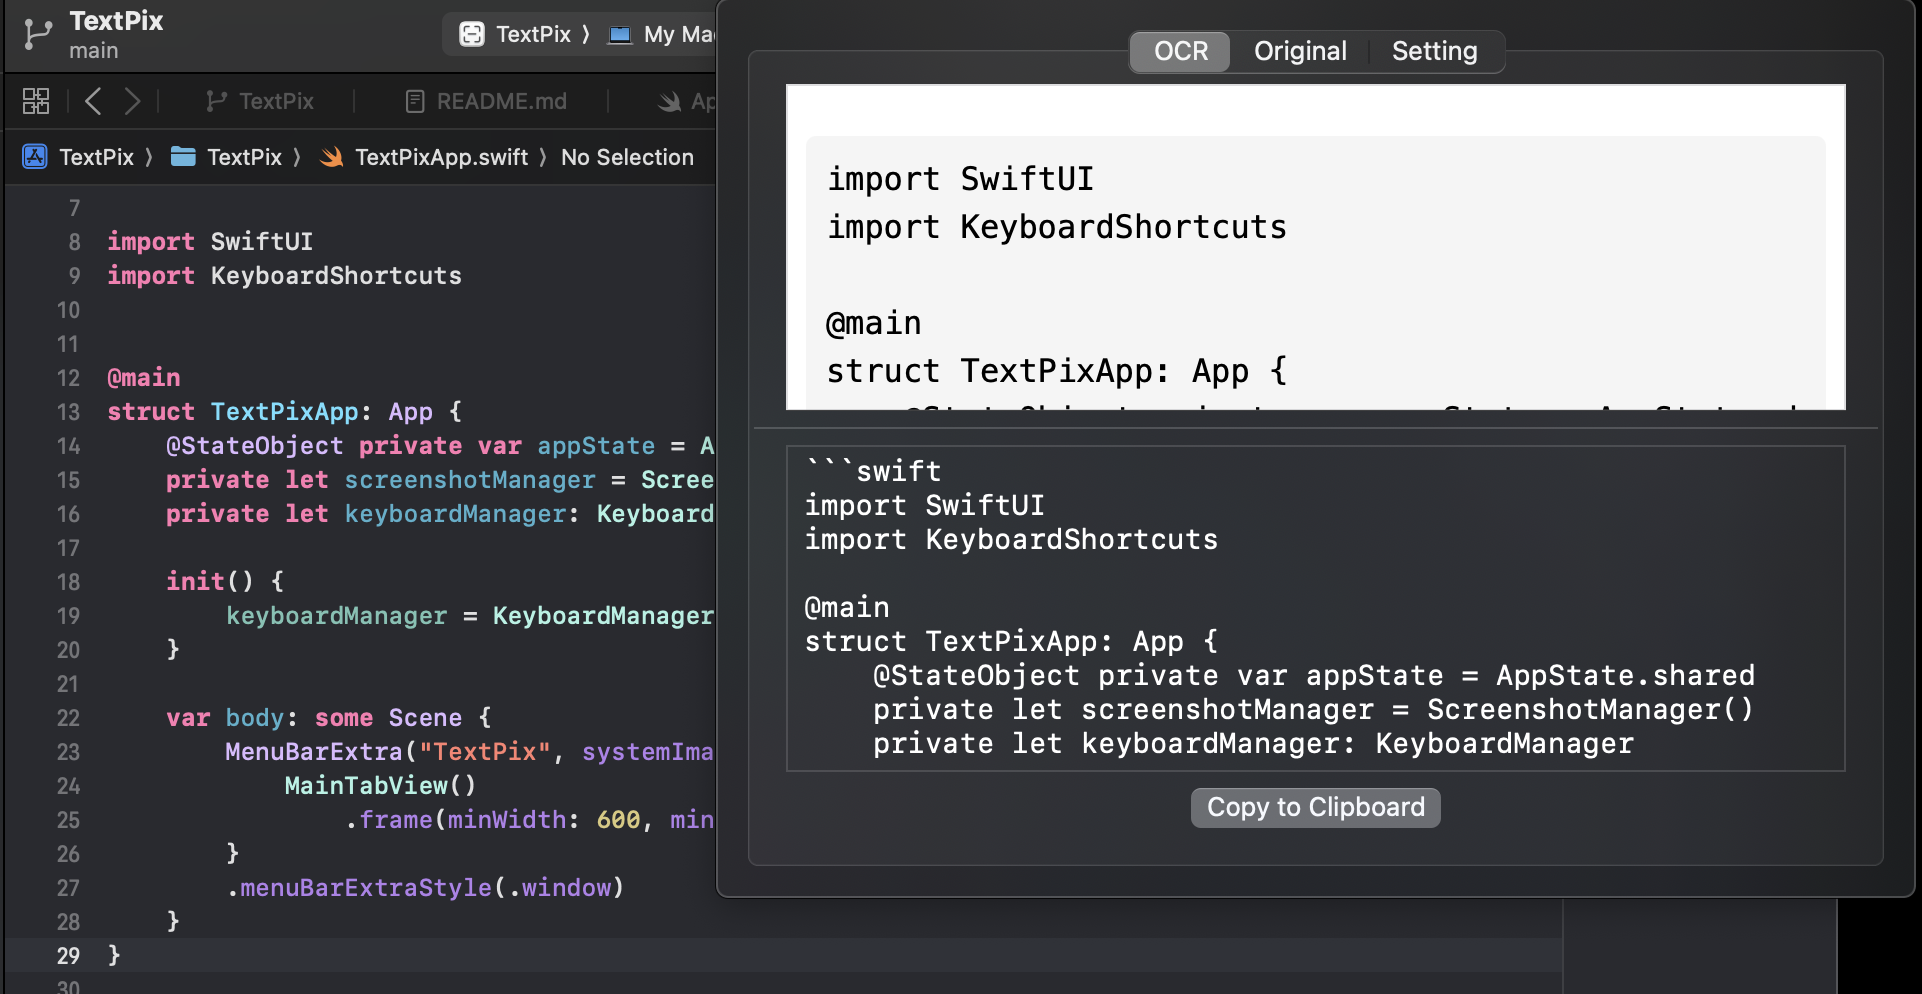 TextPix
main
TextPix ⟩ My Mac
TextPix README.md Ap
TextPix ⟩ TextPix ⟩ TextPixApp.swift ⟩ No Selection
7
8 import SwiftUI
9 import KeyboardShortcuts
10
11
12 @main
13 struct TextPixApp: App {
14     @StateObject private var appState = A
15     private let screenshotManager = Scree
16     private let keyboardManager: Keyboard
17
18     init() {
19         keyboardManager = KeyboardManager
20     }
21
22     var body: some Scene {
23         MenuBarExtra("TextPix", systemIma
24             MainTabView()
25                 .frame(minWidth: 600, min
26         }
27         .menuBarExtraStyle(.window)
28     }
29 }
30
OCR Original Setting
import SwiftUI
import KeyboardShortcuts

@main
struct TextPixApp: App {
```swift
import SwiftUI
import KeyboardShortcuts

@main
struct TextPixApp: App {
    @StateObject private var appState = AppState.shared
    private let screenshotManager = ScreenshotManager()
    private let keyboardManager: KeyboardManager
Copy to Clipboard